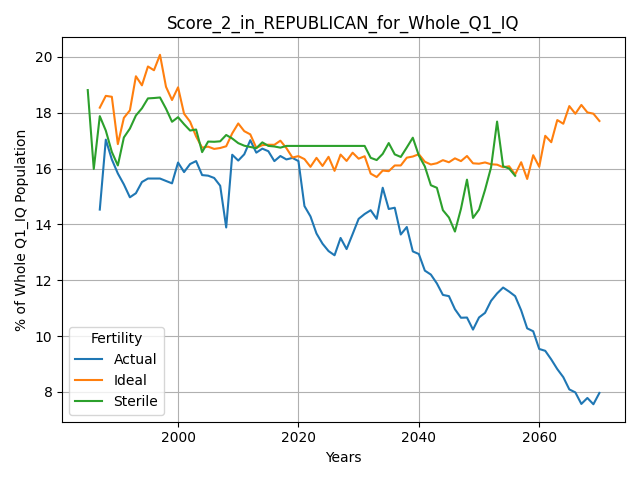 Score_2_in_REPUBLICAN_for_Whole_Q1_IQ
% of Whole Q1_IQ Population
20
18
16
14
12
10
8
Fertility
Actual
Ideal
Sterile
2000
2020
2040
2060
Years